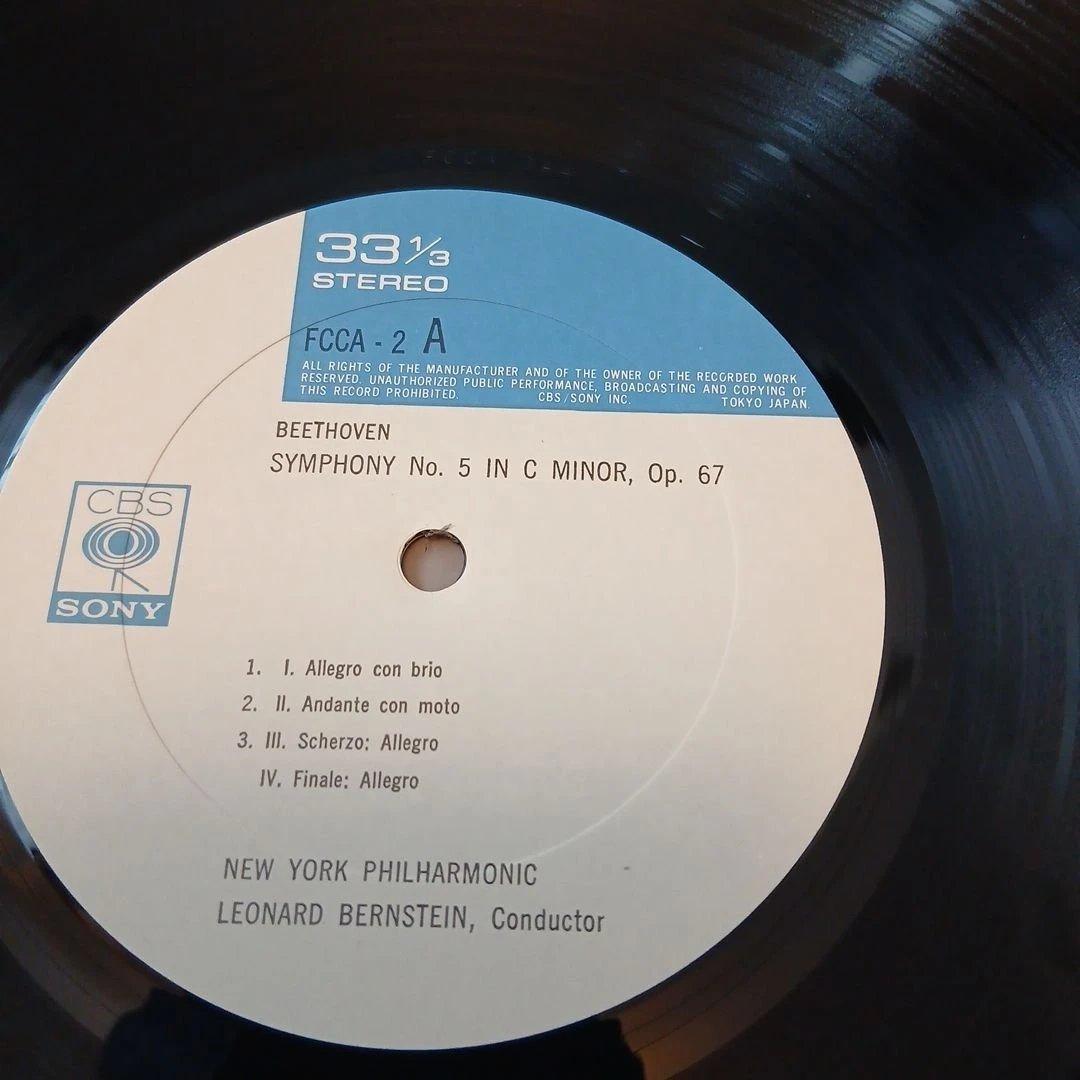 33 1/3
STEREO
FCCA - 2 A
ALL RIGHTS OF THE MANUFACTURER AND OF THE OWNER OF THE RECORDED WORK
RESERVED. UNAUTHORIZED PUBLIC PERFORMANCE, BROADCASTING AND COPYING OF
THIS RECORD PROHIBITED. CBS/SONY INC. TOKYO JAPAN.
BEETHOVEN
SYMPHONY No. 5 IN C MINOR, Op. 67
CBS
SONY
1. I. Allegro con brio
2. II. Andante con moto
3. III. Scherzo: Allegro
IV. Finale: Allegro
NEW YORK PHILHARMONIC
LEONARD BERNSTEIN, Conductor